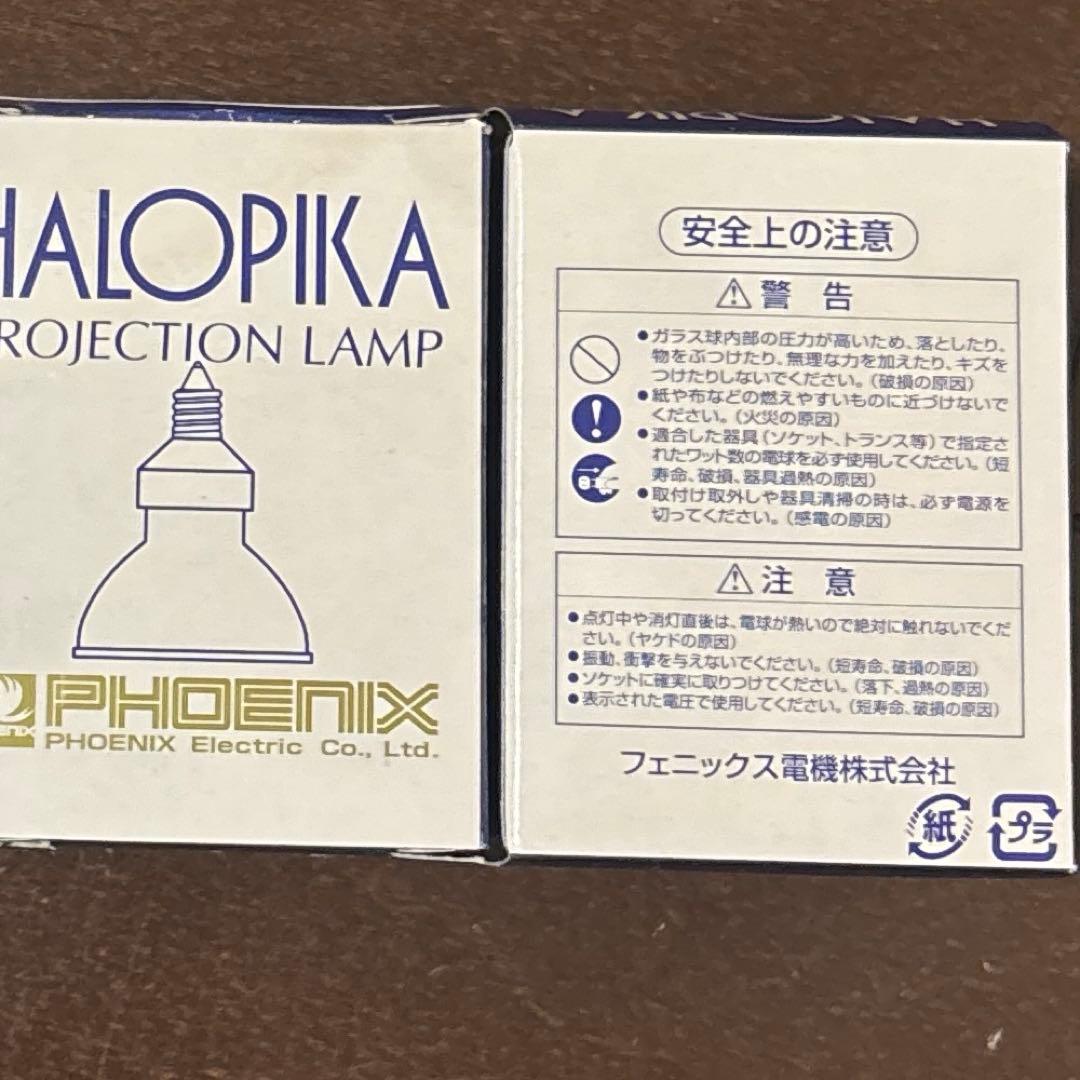 HALOPIKA
PROJECTION LAMP
PHOENIX
PHOENIX Electric Co., Ltd.
HALOPIKA
安全上の注意
⚠警 告
●ガラス球内部の圧力が高いため、落としたり、
物をぶつけたり、無理な力を加えたり、キズを
つけたりしないでください。(破損の原因)
●紙や布などの燃えやすいものに近づけないで
ください。(火災の原因)
●適合した器具(ソケット、トランス等)で指定さ
れたワット数の電球を必ず使用してください。(短
寿命、破損、器具過熱の原因)
●取付け取外しや器具清掃の時は、必ず電源を
切ってください。(感電の原因)
⚠注 意
●点灯中や消灯直後は、電球が熱いので絶対に触れないでくだ
さい。(ヤケドの原因)
●振動、衝撃を与えないでください。(短寿命、破損の原因)
●ソケットに確実に取りつけてください。(落下、過熱の原因)
●表示された電圧で使用してください。(短寿命、破損の原因)
フェニックス電機株式会社
紙 プラ